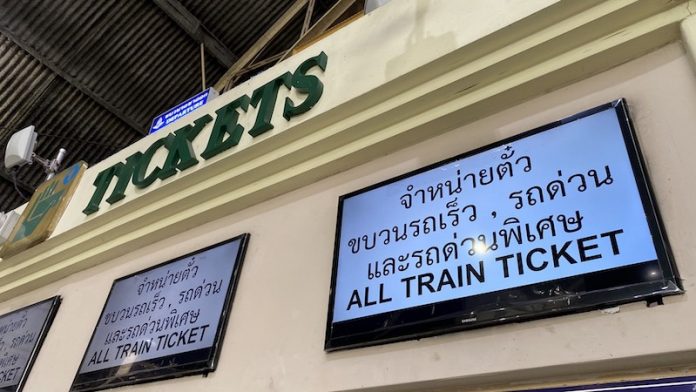 DEPARTURE
TICKETS
จำหน่ายตั๋ว
ขบวนรถเร็ว , รถด่วน
และรถด่วนพิเศษ
ALL TRAIN TICKET
SAMSUNG
จำหน่ายตั๋ว
ขบวนรถเร็ว , รถด่วน
และรถด่วนพิเศษ
ALL TRAIN TICKET